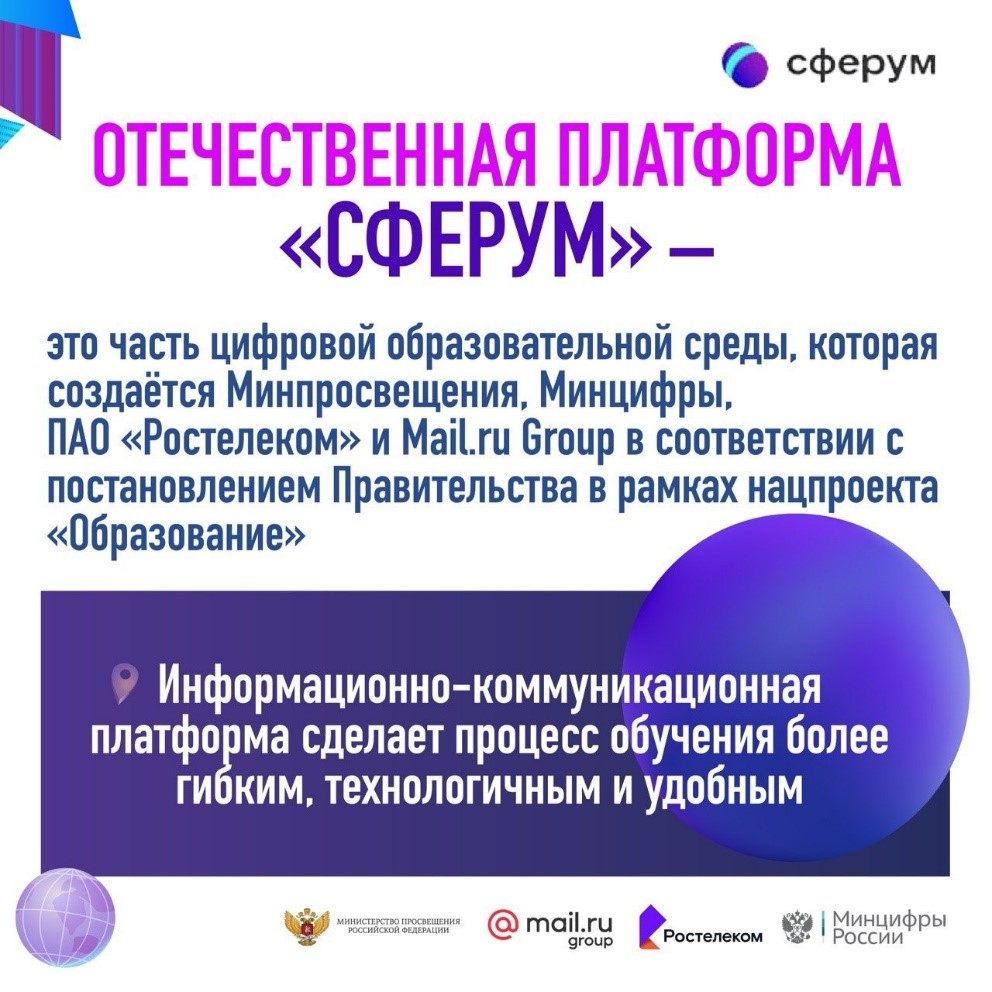 сферум
ОТЕЧЕСТВЕННАЯ ПЛАТФОРМА
«СФЕРУМ» –
это часть цифровой образовательной среды, которая
создаётся Минпросвещения, Минцифры,
ПАО «Ростелеком» и Mail.ru Group в соответствии с
постановлением Правительства в рамках нацпроекта
«Образование»
Информационно-коммуникационная
платформа сделает процесс обучения более
гибким, технологичным и удобным
МИНИСТЕРСТВО ПРОСВЕЩЕНИЯ
РОССИЙСКОЙ ФЕДЕРАЦИИ
@mail.ru
group
Ростелеком
Минцифры
России